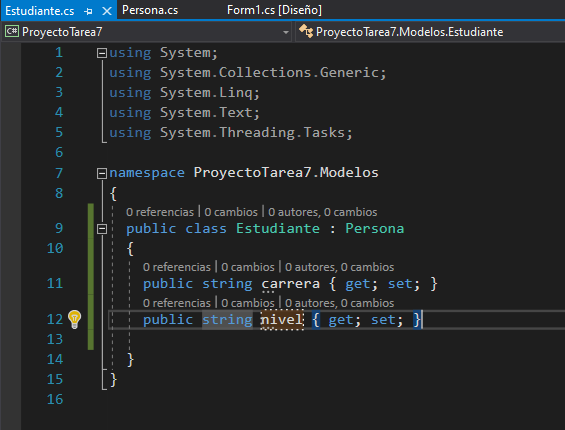 Estudiante.cs Persona.cs Form1.cs [Diseño]
C# ProyectoTarea7 ProyectoTarea7.Modelos.Estudiante
1 using System;
2 using System.Collections.Generic;
3 using System.Linq;
4 using System.Text;
5 using System.Threading.Tasks;
6
7 namespace ProyectoTarea7.Modelos
8 {
0 referencias | 0 cambios | 0 autores, 0 cambios
9 public class Estudiante : Persona
10 {
0 referencias | 0 cambios | 0 autores, 0 cambios
11 public string carrera { get; set; }
0 referencias | 0 cambios | 0 autores, 0 cambios
12 public string nivel { get; set; }
13
14 }
15 }
16